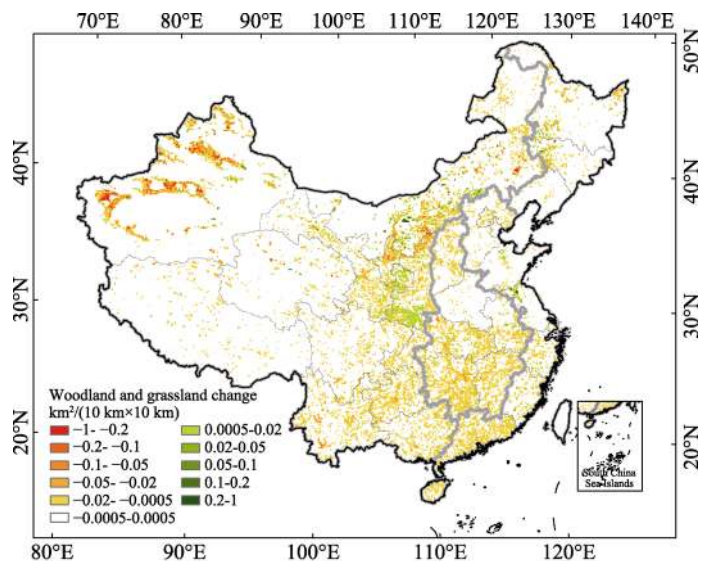 70°E 80°E 90°E 100°E 110°E 120°E 130°E 140°E
50°N
40°N
40°N
30°N
30°N
20°N
20°N
Woodland and grassland change
km²/(10 km×10 km)
−1- −0.2 0.0005-0.02
−0.2- −0.1 0.02-0.05
−0.1- −0.05 0.05-0.1
−0.05- −0.02 0.1-0.2
−0.02- −0.0005 0.2-1
−0.0005-0.0005
South China
Sea Islands
80°E 90°E 100°E 110°E 120°E